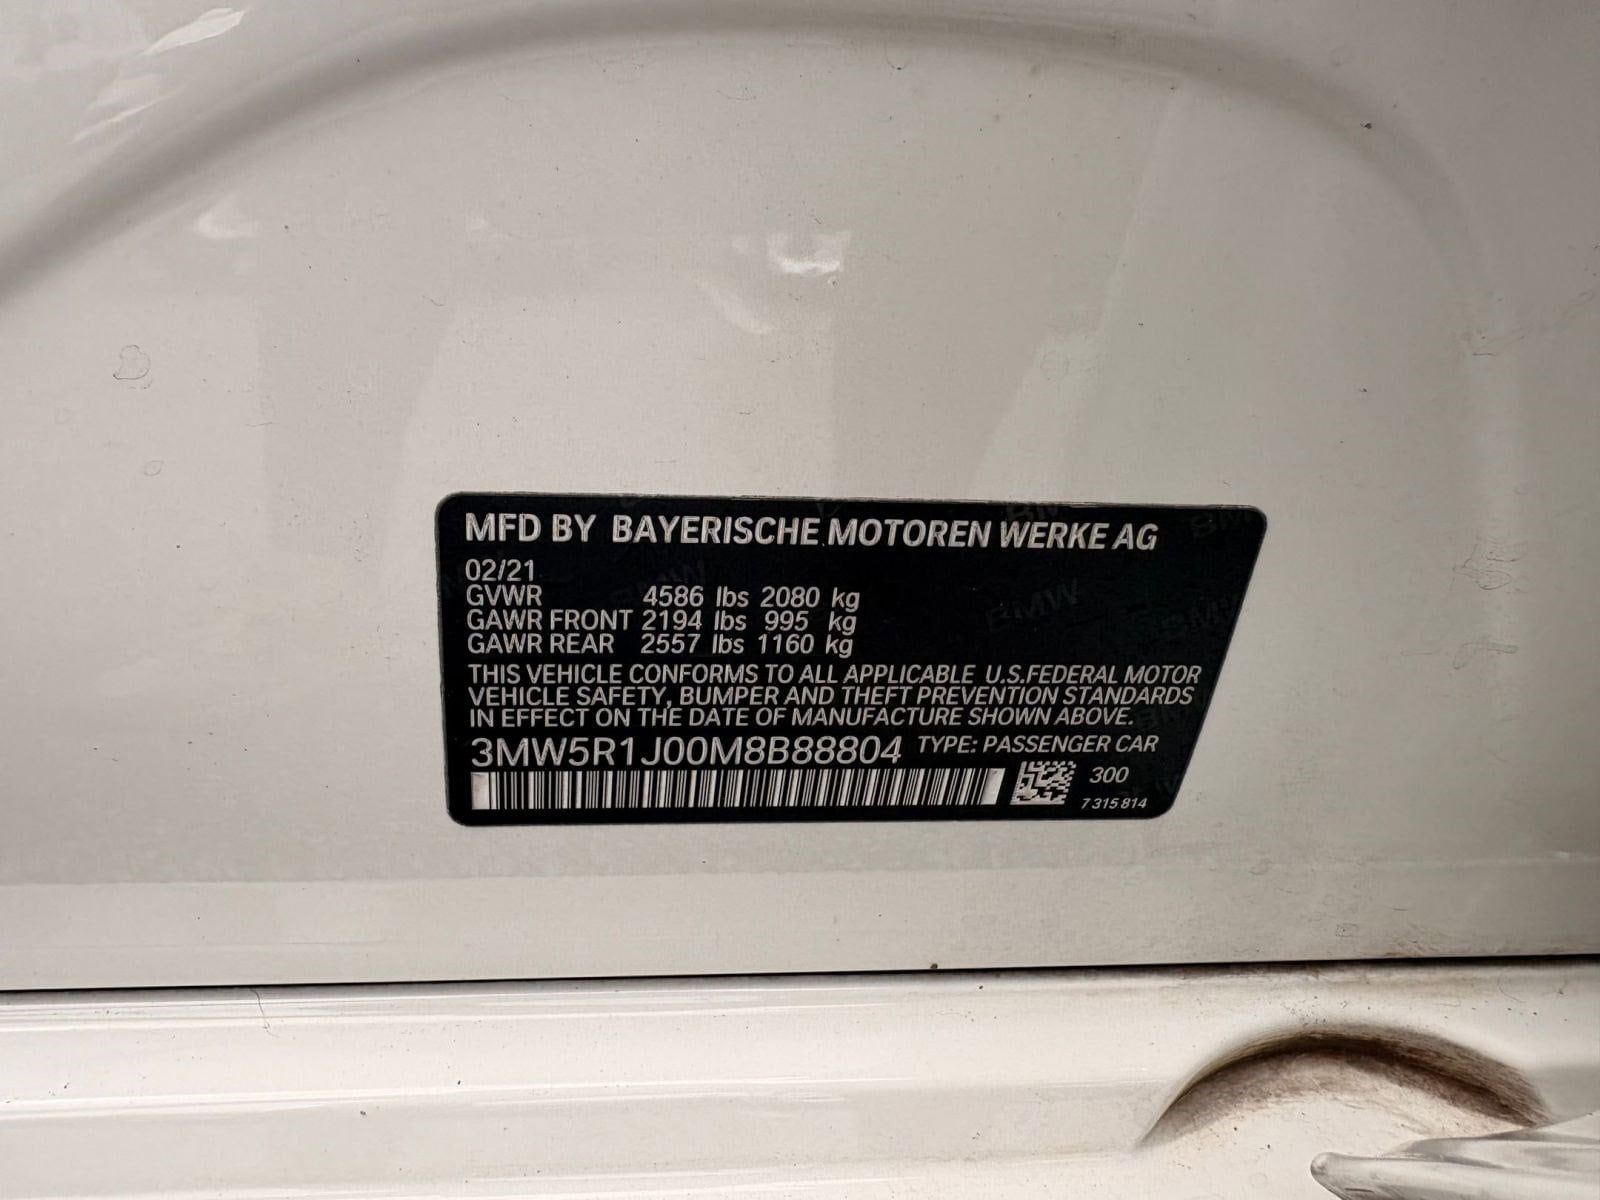 MFD BY BAYERISCHE MOTOREN WERKE AG
02/21
GVWR 4586 lbs 2080 kg
GAWR FRONT 2194 lbs 995 kg
GAWR REAR 2557 lbs 1160 kg
THIS VEHICLE CONFORMS TO ALL APPLICABLE U.S.FEDERAL MOTOR
VEHICLE SAFETY, BUMPER AND THEFT PREVENTION STANDARDS
IN EFFECT ON THE DATE OF MANUFACTURE SHOWN ABOVE.
3MW5R1J00M8B88804 TYPE: PASSENGER CAR
300
7 315 814